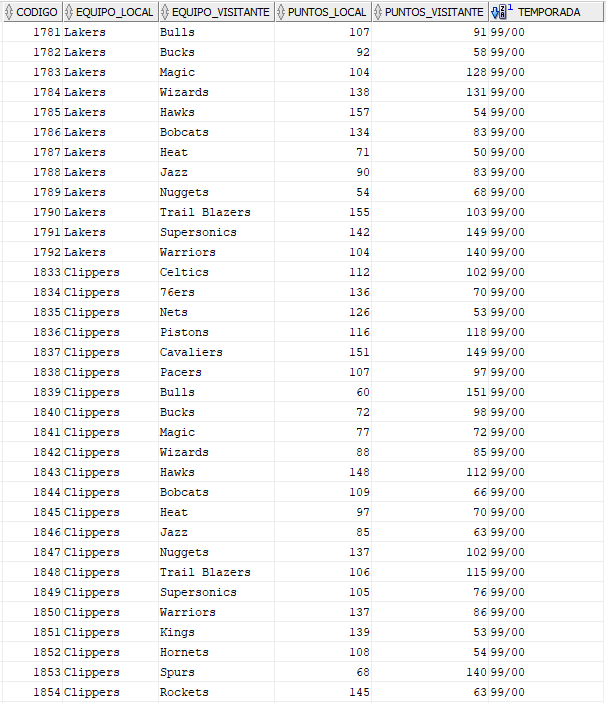 CODIGO EQUIPO_LOCAL EQUIPO_VISITANTE PUNTOS_LOCAL PUNTOS_VISITANTE 1 TEMPORADA
1781 Lakers Bulls 107 91 99/00
1782 Lakers Bucks 92 58 99/00
1783 Lakers Magic 104 128 99/00
1784 Lakers Wizards 138 131 99/00
1785 Lakers Hawks 157 54 99/00
1786 Lakers Bobcats 134 83 99/00
1787 Lakers Heat 71 50 99/00
1788 Lakers Jazz 90 83 99/00
1789 Lakers Nuggets 54 68 99/00
1790 Lakers Trail Blazers 155 103 99/00
1791 Lakers Supersonics 142 149 99/00
1792 Lakers Warriors 104 140 99/00
1833 Clippers Celtics 112 102 99/00
1834 Clippers 76ers 136 70 99/00
1835 Clippers Nets 126 53 99/00
1836 Clippers Pistons 116 118 99/00
1837 Clippers Cavaliers 151 149 99/00
1838 Clippers Pacers 107 97 99/00
1839 Clippers Bulls 60 151 99/00
1840 Clippers Bucks 72 98 99/00
1841 Clippers Magic 77 72 99/00
1842 Clippers Wizards 88 85 99/00
1843 Clippers Hawks 148 112 99/00
1844 Clippers Bobcats 109 66 99/00
1845 Clippers Heat 97 70 99/00
1846 Clippers Jazz 85 63 99/00
1847 Clippers Nuggets 137 102 99/00
1848 Clippers Trail Blazers 106 115 99/00
1849 Clippers Supersonics 105 76 99/00
1850 Clippers Warriors 137 86 99/00
1851 Clippers Kings 139 53 99/00
1852 Clippers Hornets 108 54 99/00
1853 Clippers Spurs 68 140 99/00
1854 Clippers Rockets 145 63 99/00